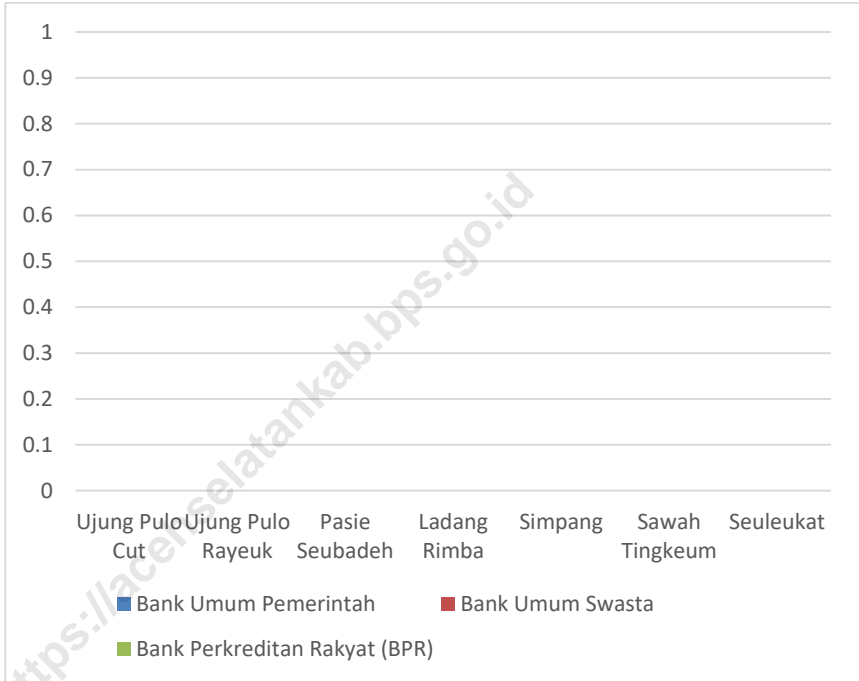 1
0.9
0.8
0.7
0.6
0.5
0.4
0.3
0.2
0.1
0
Ujung Pulo Cut
Ujung Pulo Rayeuk
Pasie Seubadeh
Ladang Rimba
Simpang
Sawah Tingkeum
Seuleukat
Bank Umum Pemerintah
Bank Umum Swasta
Bank Perkreditan Rakyat (BPR)
https://acehselatankab.bps.go.id